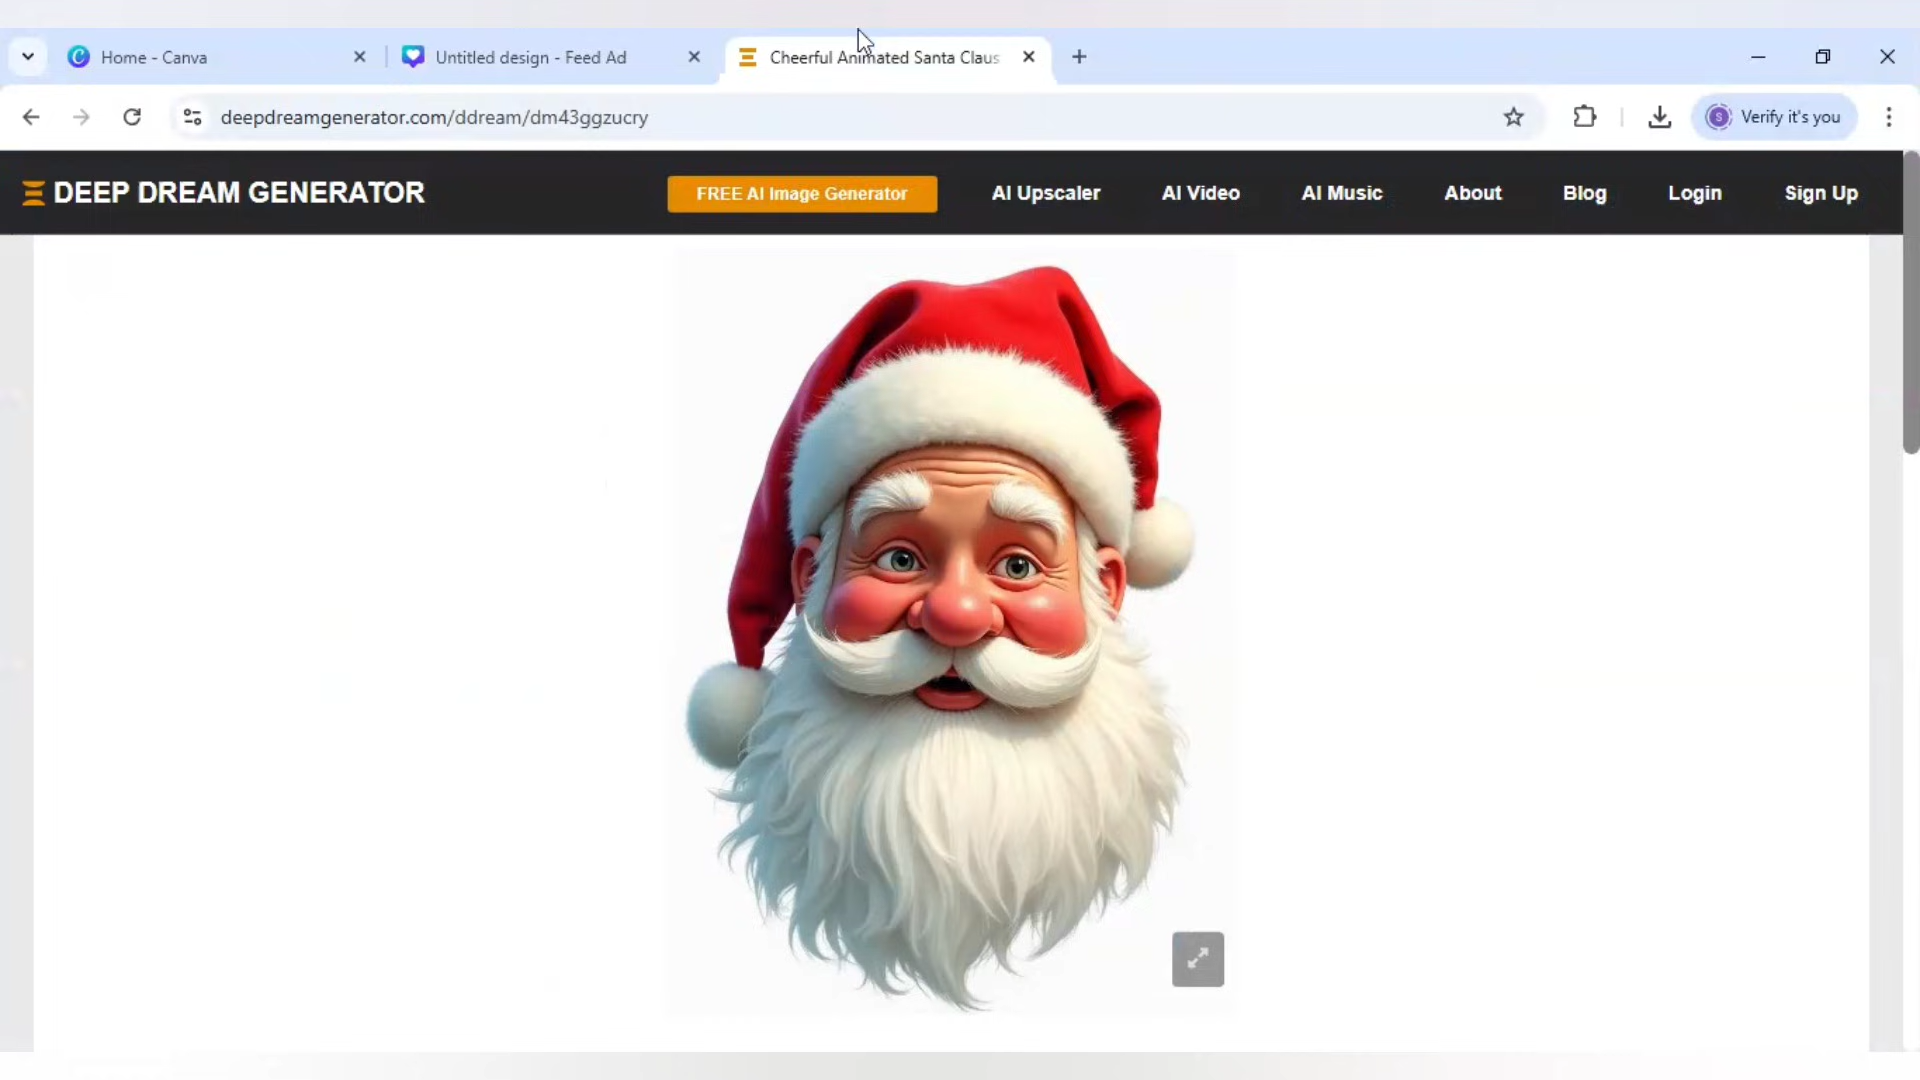 Home - Canva
Untitled design - Feed Ad
Cheerful Animated Santa Claus
deepdreamgenerator.com/ddream/dm43ggzucry
S
Verify it's you
DEEP DREAM GENERATOR
FREE AI Image Generator
AI Upscaler
AI Video
AI Music
About
Blog
Login
Sign Up